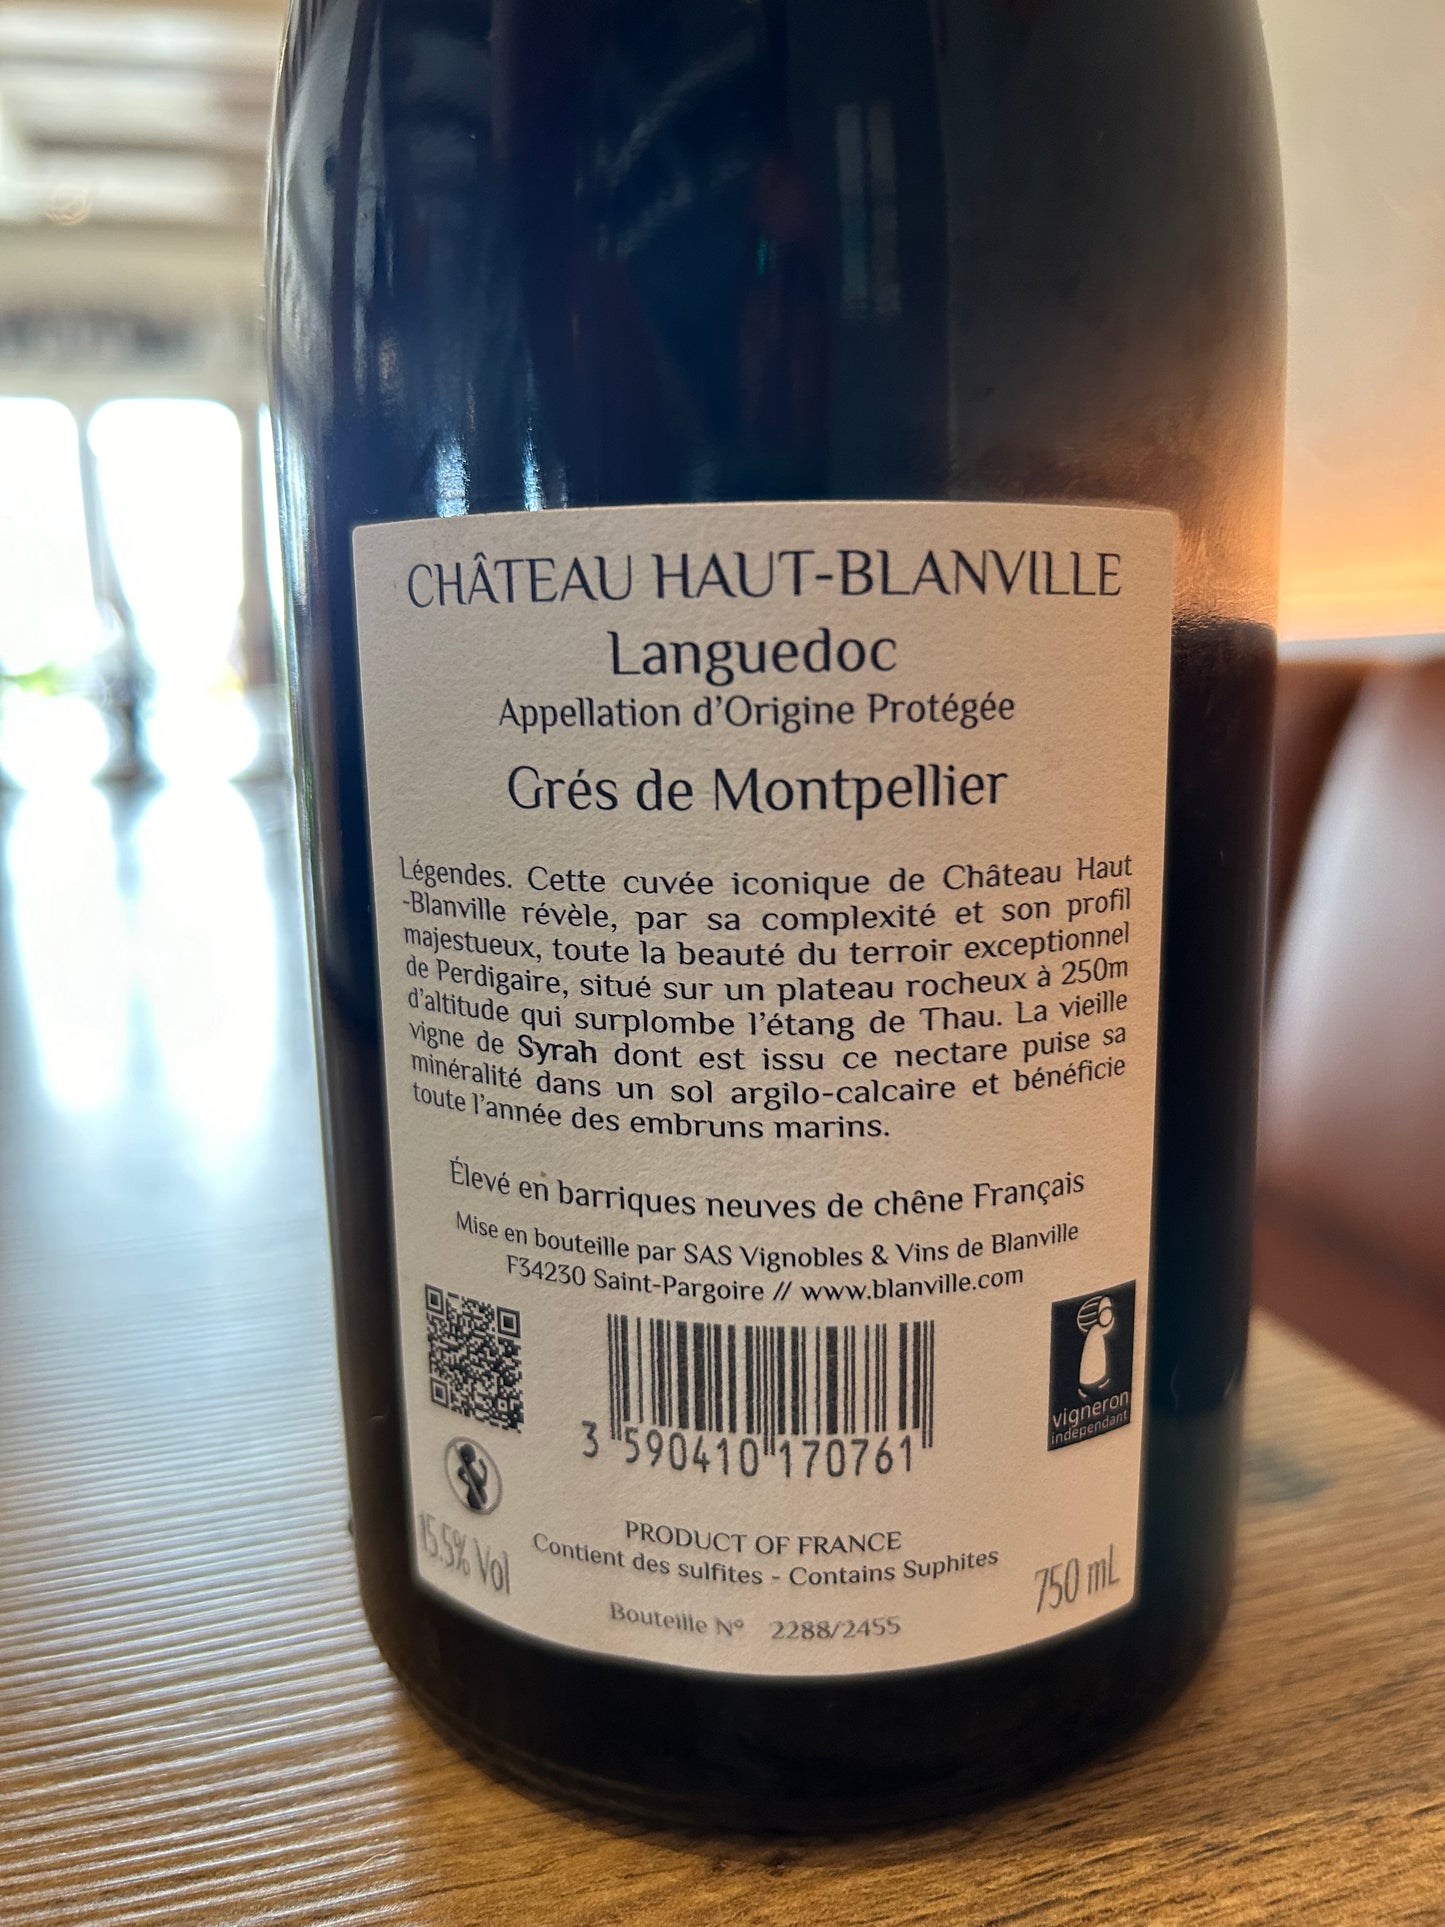 CHÂTEAU HAUT-BLANVILLE
Languedoc
Appellation d'Origine Protégée
Grés de Montpellier
Légendes. Cette cuvée iconique de Château Haut
-Blanville révèle, par sa complexité et son profil
majestueux, toute la beauté du terroir exceptionnel
de Perdigaire, situé sur un plateau rocheux à 250m
d'altitude qui surplombe l'étang de Thau. La vieille
vigne de Syrah dont est issu ce nectare puise sa
minéralité dans un sol argilo-calcaire et bénéficie
toute l'année des embruns marins.
Élevé en barriques neuves de chêne Français
Mise en bouteille par SAS Vignobles & Vins de Blanville
F34230 Saint-Pargoire // www.blanville.com
vigneron
indépendant
3 590410 170761
15.5% Vol
PRODUCT OF FRANCE
Contient des sulfites - Contains Suphites
750 mL
Bouteille N° 2288/2455